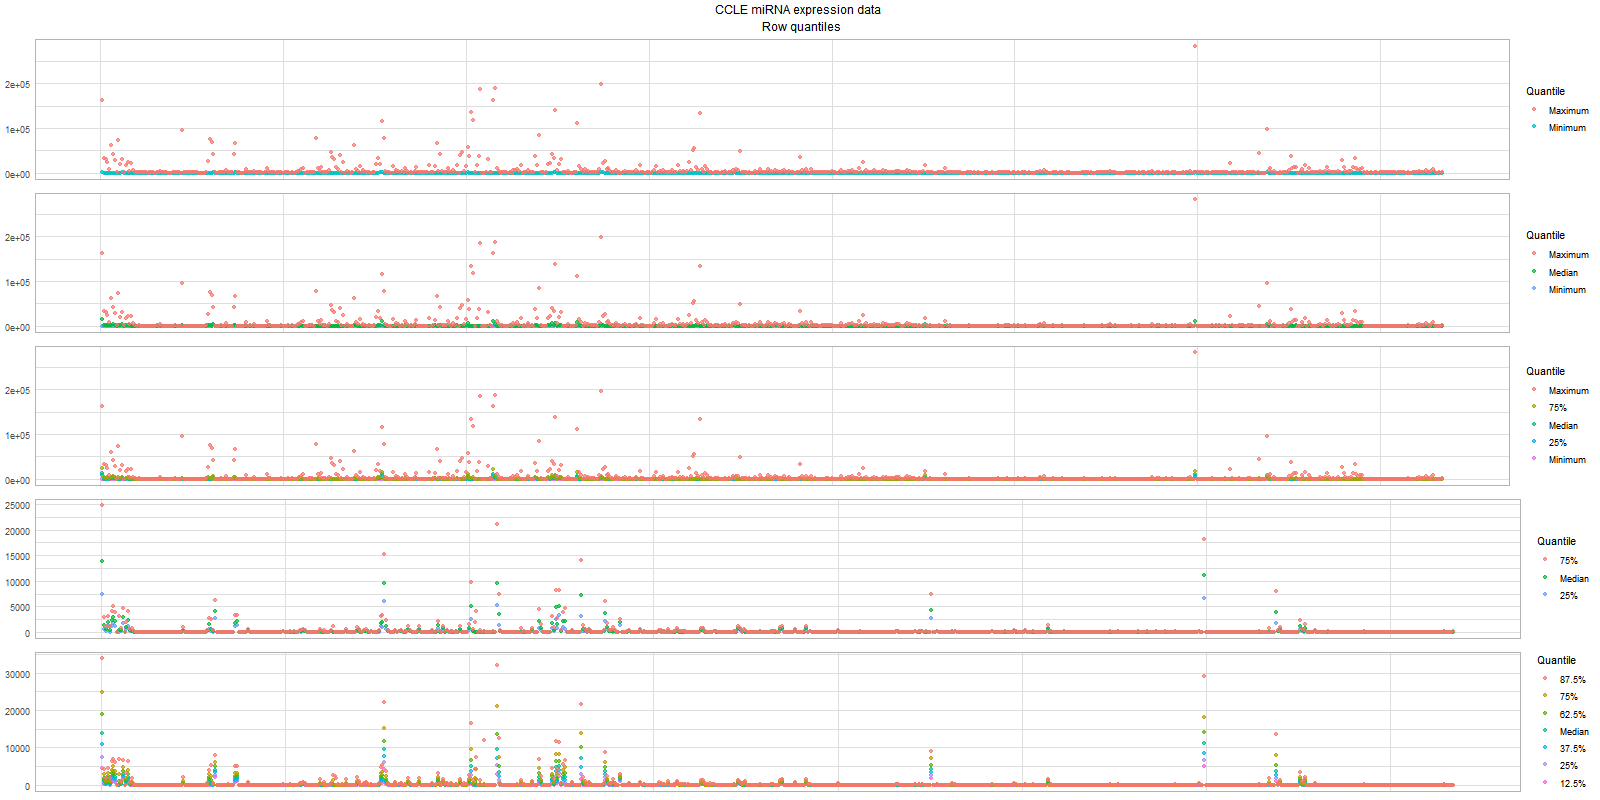 CCLE miRNA expression data
Row quantiles
2e+05
1e+05
0e+00
Quantile
Maximum
Minimum
2e+05
1e+05
0e+00
Quantile
Maximum
Median
Minimum
2e+05
1e+05
0e+00
Quantile
Maximum
75%
Median
25%
Minimum
25000
20000
15000
10000
5000
0
Quantile
75%
Median
25%
30000
20000
10000
0
Quantile
87.5%
75%
62.5%
Median
37.5%
25%
12.5%